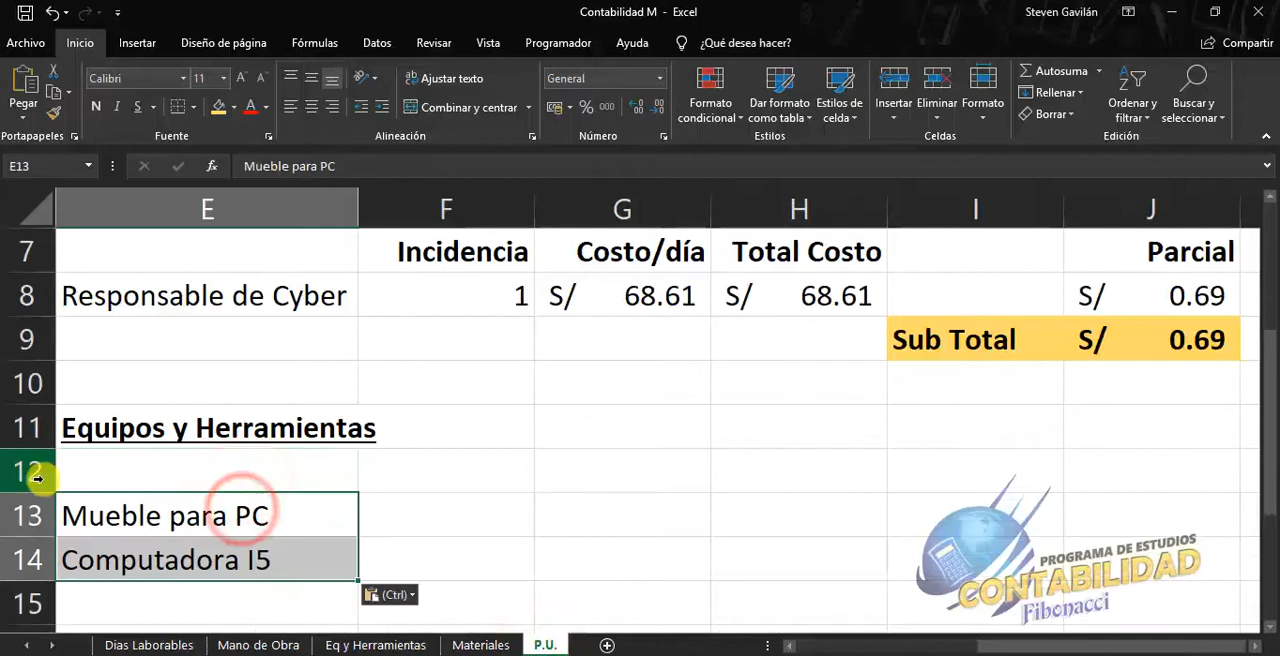 Contabilidad M - Excel
Steven Gavilán
Archivo Inicio Insertar Diseño de página Fórmulas Datos Revisar Vista Programador Ayuda ¿Qué desea hacer? Compartir
Pegar
Portapapeles
Calibri 11
N K S
Fuente
Ajustar texto
Combinar y centrar
Alineación
General
% 000
Número
Formato condicional
Dar formato como tabla
Estilos de celda
Estilos
Insertar
Eliminar
Formato
Celdas
Autosuma
Rellenar
Borrar
Ordenar y filtrar
Buscar y seleccionar
Edición
E13 fx Mueble para PC
E F G H I J
7 Incidencia Costo/día Total Costo Parcial
8 Responsable de Cyber 1 S/ 68.61 S/ 68.61 S/ 0.69
9 Sub Total S/ 0.69
10
11 Equipos y Herramientas
12
13 Mueble para PC
14 Computadora I5
15
(Ctrl)
PROGRAMA DE ESTUDIOS
CONTABILIDAD
Fibonacci
Dias Laborables Mano de Obra Eq y Herramientas Materiales P.U.